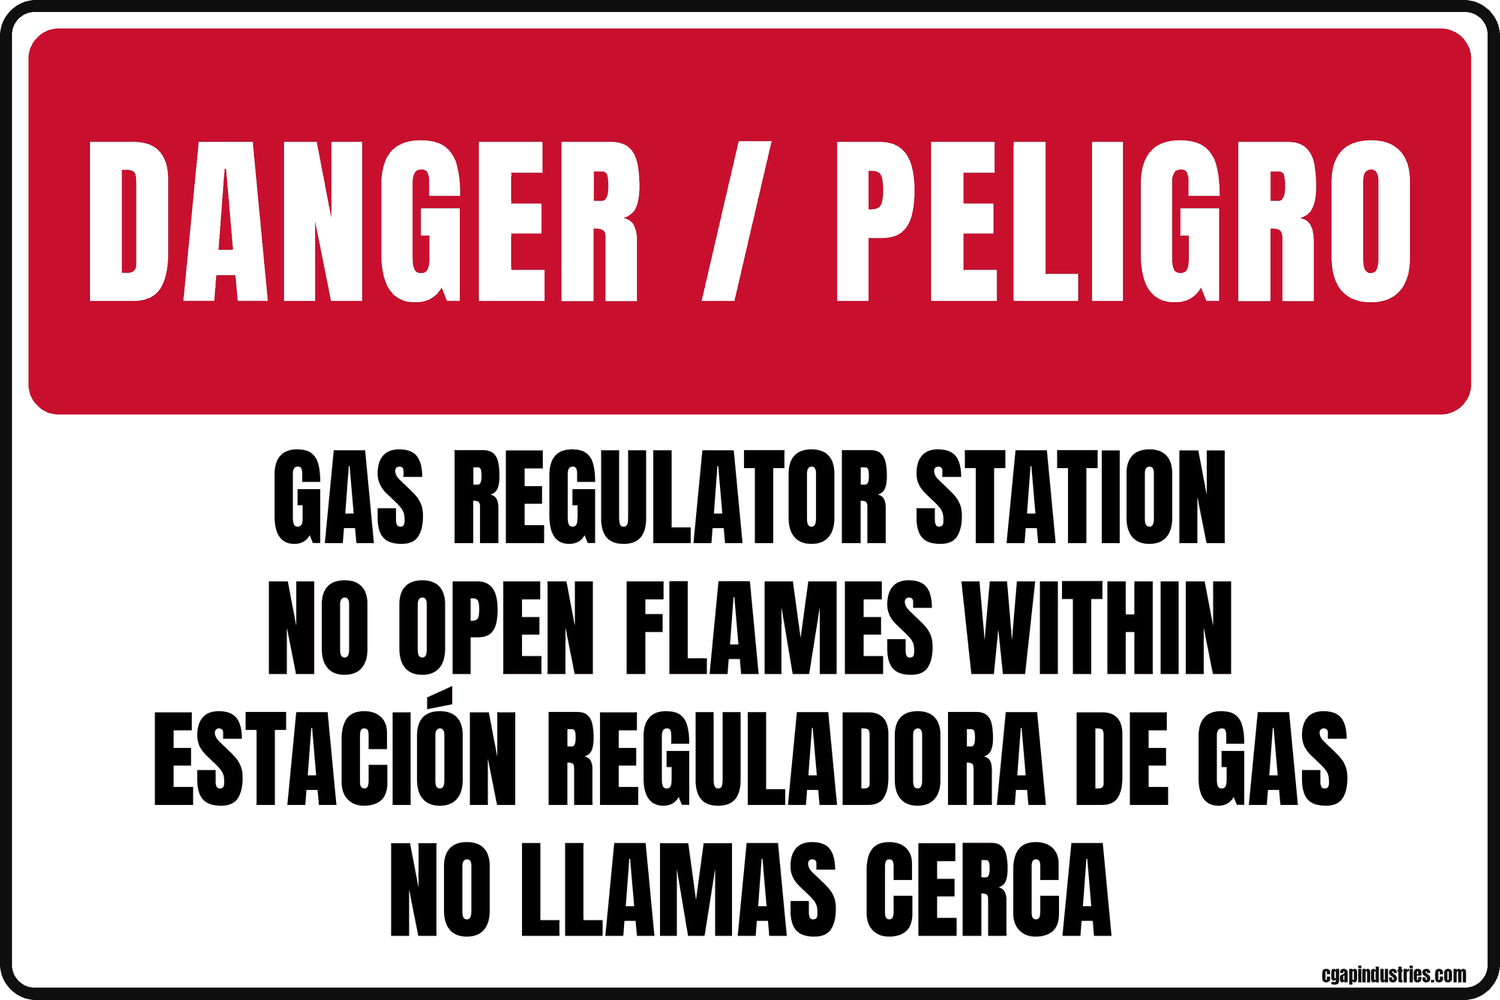 DANGER / PELIGRO
GAS REGULATOR STATION
NO OPEN FLAMES WITHIN
ESTACIÓN REGULADORA DE GAS
NO LLAMAS CERCA
cgapindustries.com